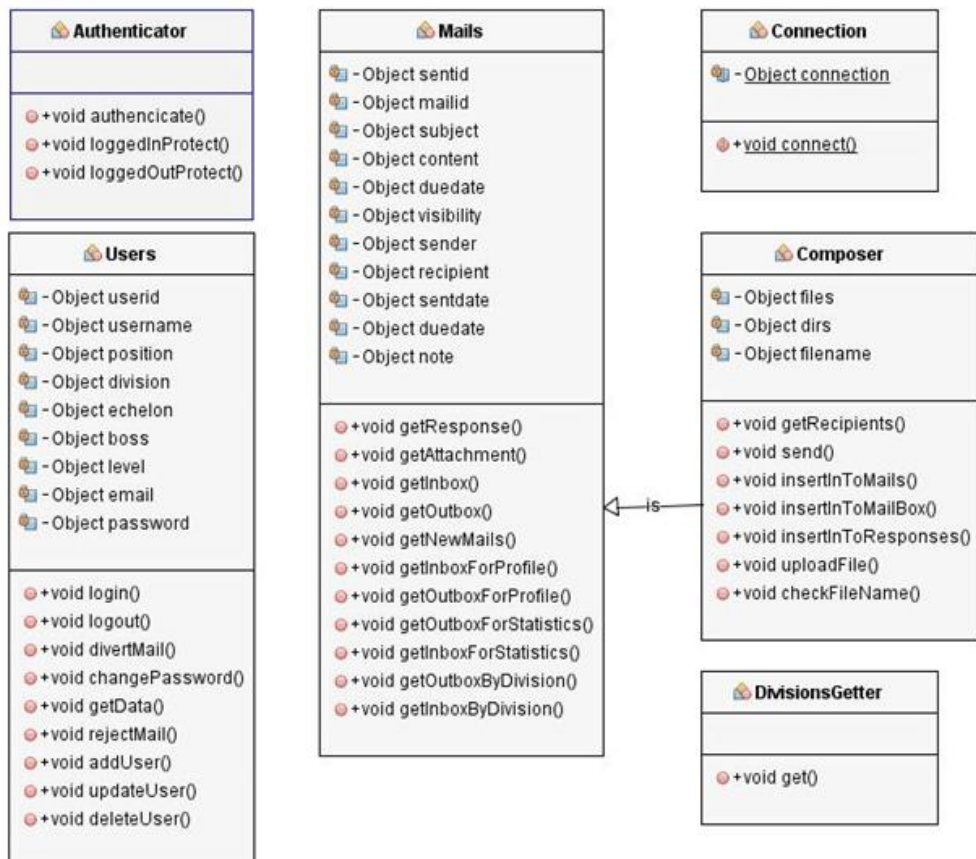 Authenticator
+void authencicate()
+void loggedInProtect()
+void loggedOutProtect()
Users
-Object userid
-Object username
-Object position
-Object division
-Object echelon
-Object boss
-Object level
-Object email
-Object password
+void login()
+void logout()
+void divertMail()
+void changePassword()
+void getData()
+void rejectMail()
+void addUser()
+void updateUser()
+void deleteUser()
Mails
-Object sentid
-Object mailid
-Object subject
-Object content
-Object duedate
-Object visibility
-Object sender
-Object recipient
-Object sentdate
-Object duedate
-Object note
+void getResponse()
+void getAttachment()
+void getInbox()
+void getOutbox()
+void getNewMails()
+void getInboxForProfile()
+void getOutboxForProfile()
+void getOutboxForStatistics()
+void getInboxForStatistics()
+void getOutboxByDivision()
+void getInboxByDivision()
is
Connection
-Object connection
+void connect()
Composer
-Object files
-Object dirs
-Object filename
+void getRecipients()
+void send()
+void insertInToMails()
+void insertInToMailBox()
+void insertInToResponses()
+void uploadFile()
+void checkFileName()
DivisionsGetter
+void get()